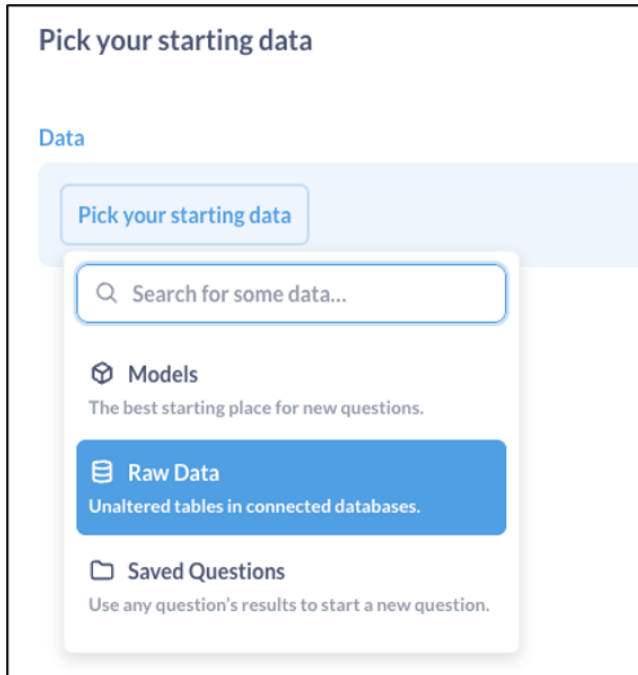 Pick your starting data
Data
Pick your starting data
Search for some data...
Models
The best starting place for new questions.
Raw Data
Unaltered tables in connected databases.
Saved Questions
Use any question's results to start a new question.